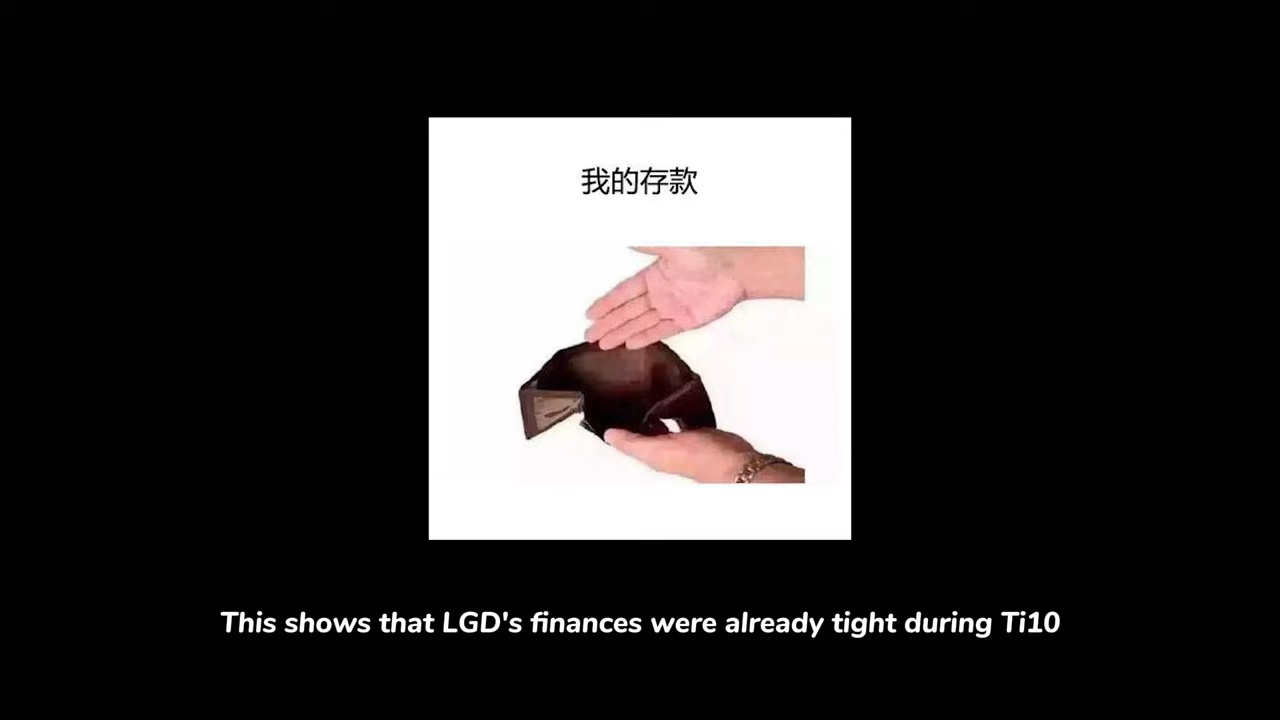 我的存款
This shows that LGD's finances were already tight during Ti10